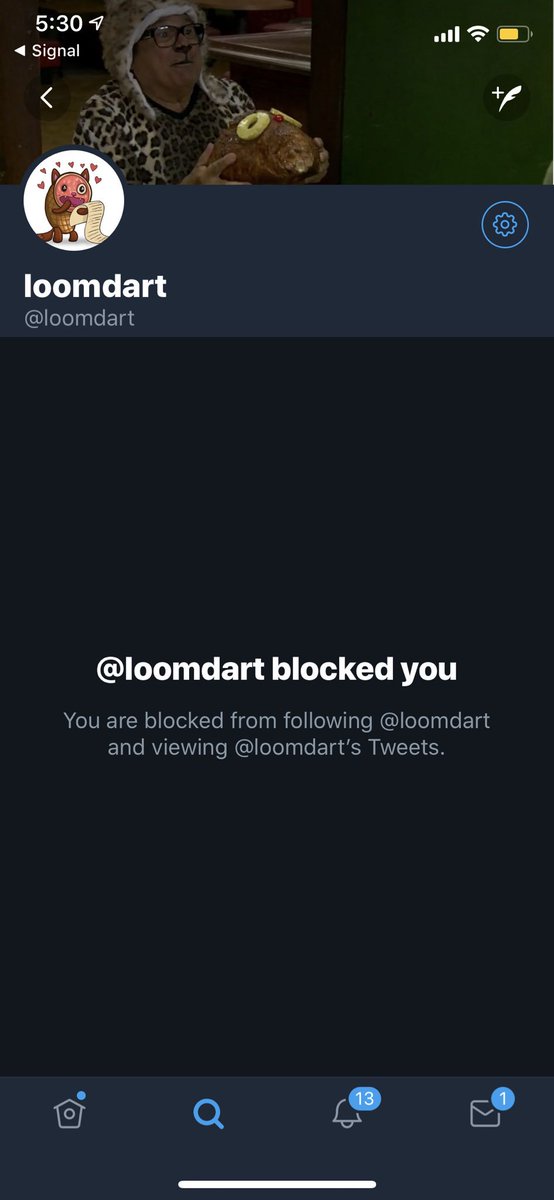 5:30
◀ Signal
loomdart
@loomdart
@loomdart blocked you
You are blocked from following @loomdart
and viewing @loomdart’s Tweets.
13
1